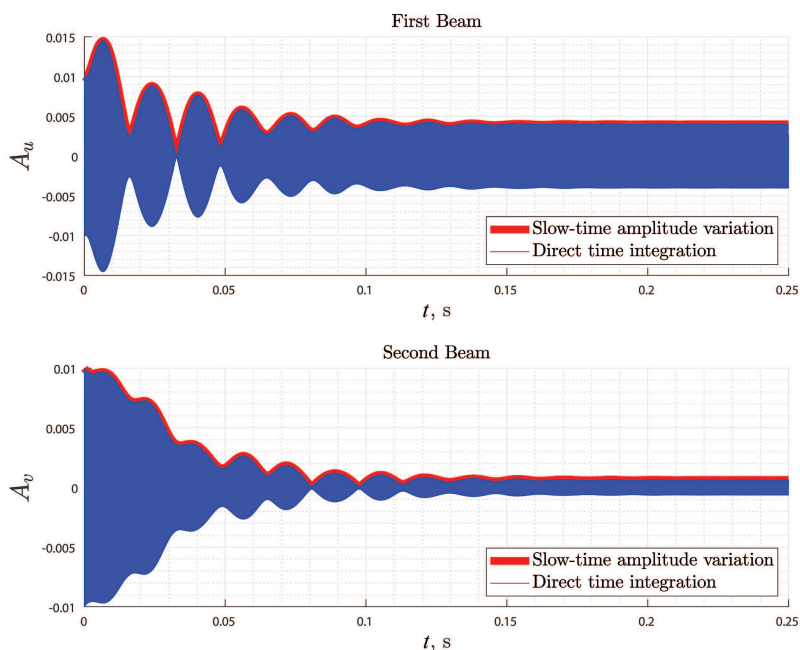 First Beam
0.015
0.01
0.005
0
-0.005
-0.01
-0.015
A_u
Slow-time amplitude variation
Direct time integration
0 0.05 0.1 0.15 0.2 0.25
t, s
Second Beam
0.01
0.005
0
-0.005
-0.01
A_v
Slow-time amplitude variation
Direct time integration
0 0.05 0.1 0.15 0.2 0.25
t, s